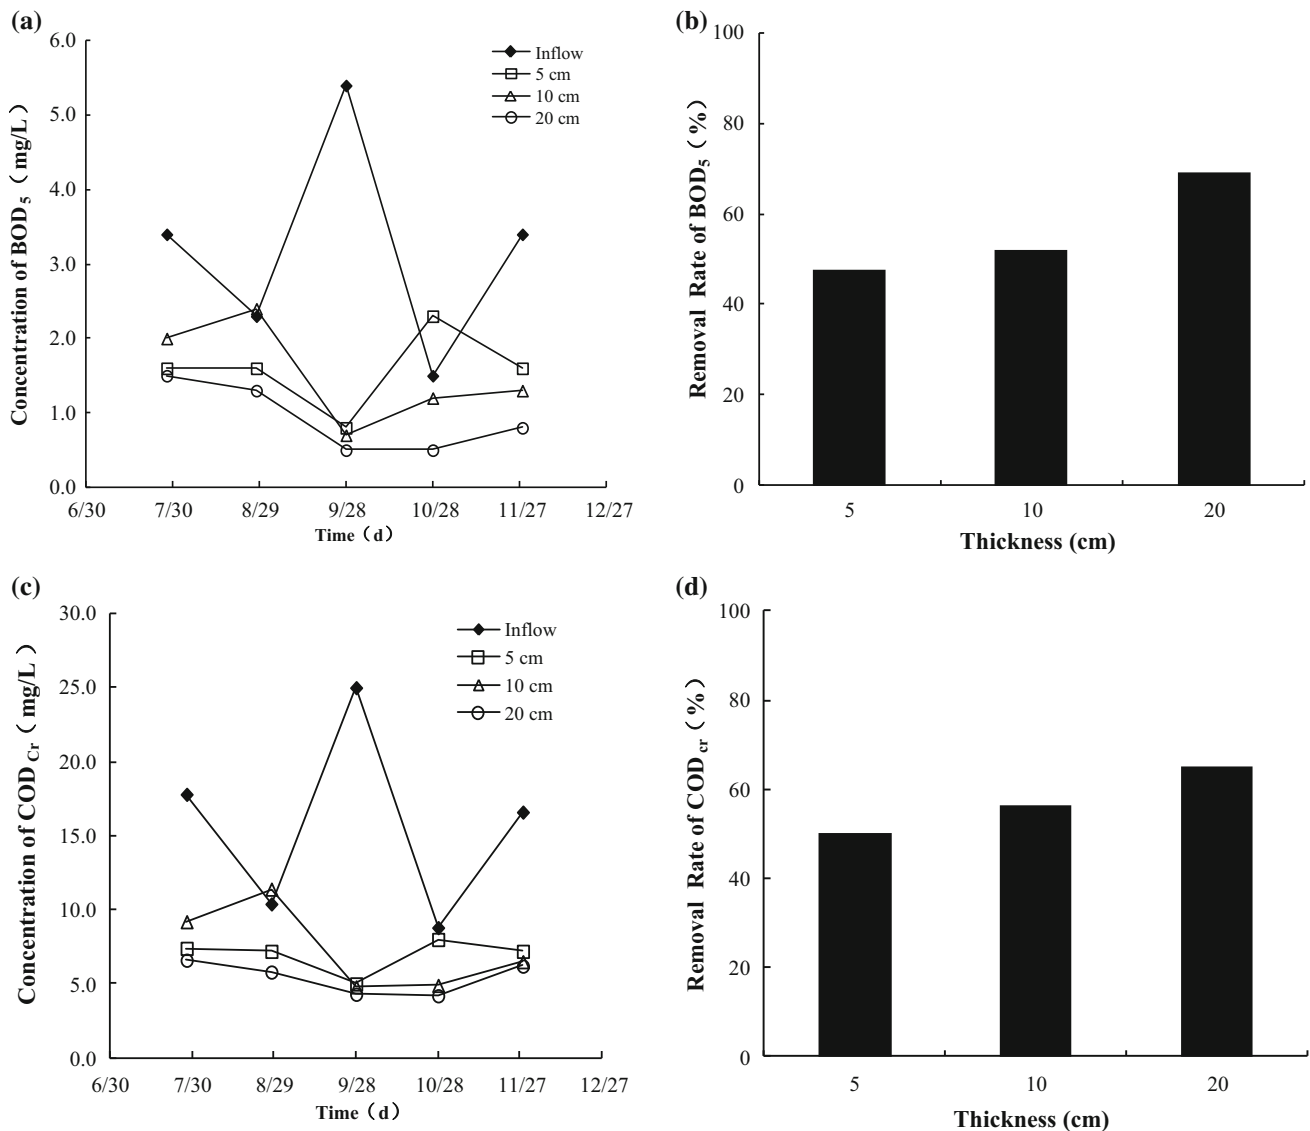 (a)
6.0
5.0
4.0
3.0
2.0
1.0
0.0
Concentration of BOD5 (mg/L)
6/30 7/30 8/29 9/28 10/28 11/27 12/27
Time (d)
Inflow
5 cm
10 cm
20 cm
(b)
100
80
60
40
20
0
Removal Rate of BOD5 (%)
5 10 20
Thickness (cm)
(c)
30.0
25.0
20.0
15.0
10.0
5.0
0.0
Concentration of CODCr (mg/L)
6/30 7/30 8/29 9/28 10/28 11/27 12/27
Time (d)
Inflow
5 cm
10 cm
20 cm
(d)
100
80
60
40
20
0
Removal Rate of CODcr (%)
5 10 20
Thickness (cm)